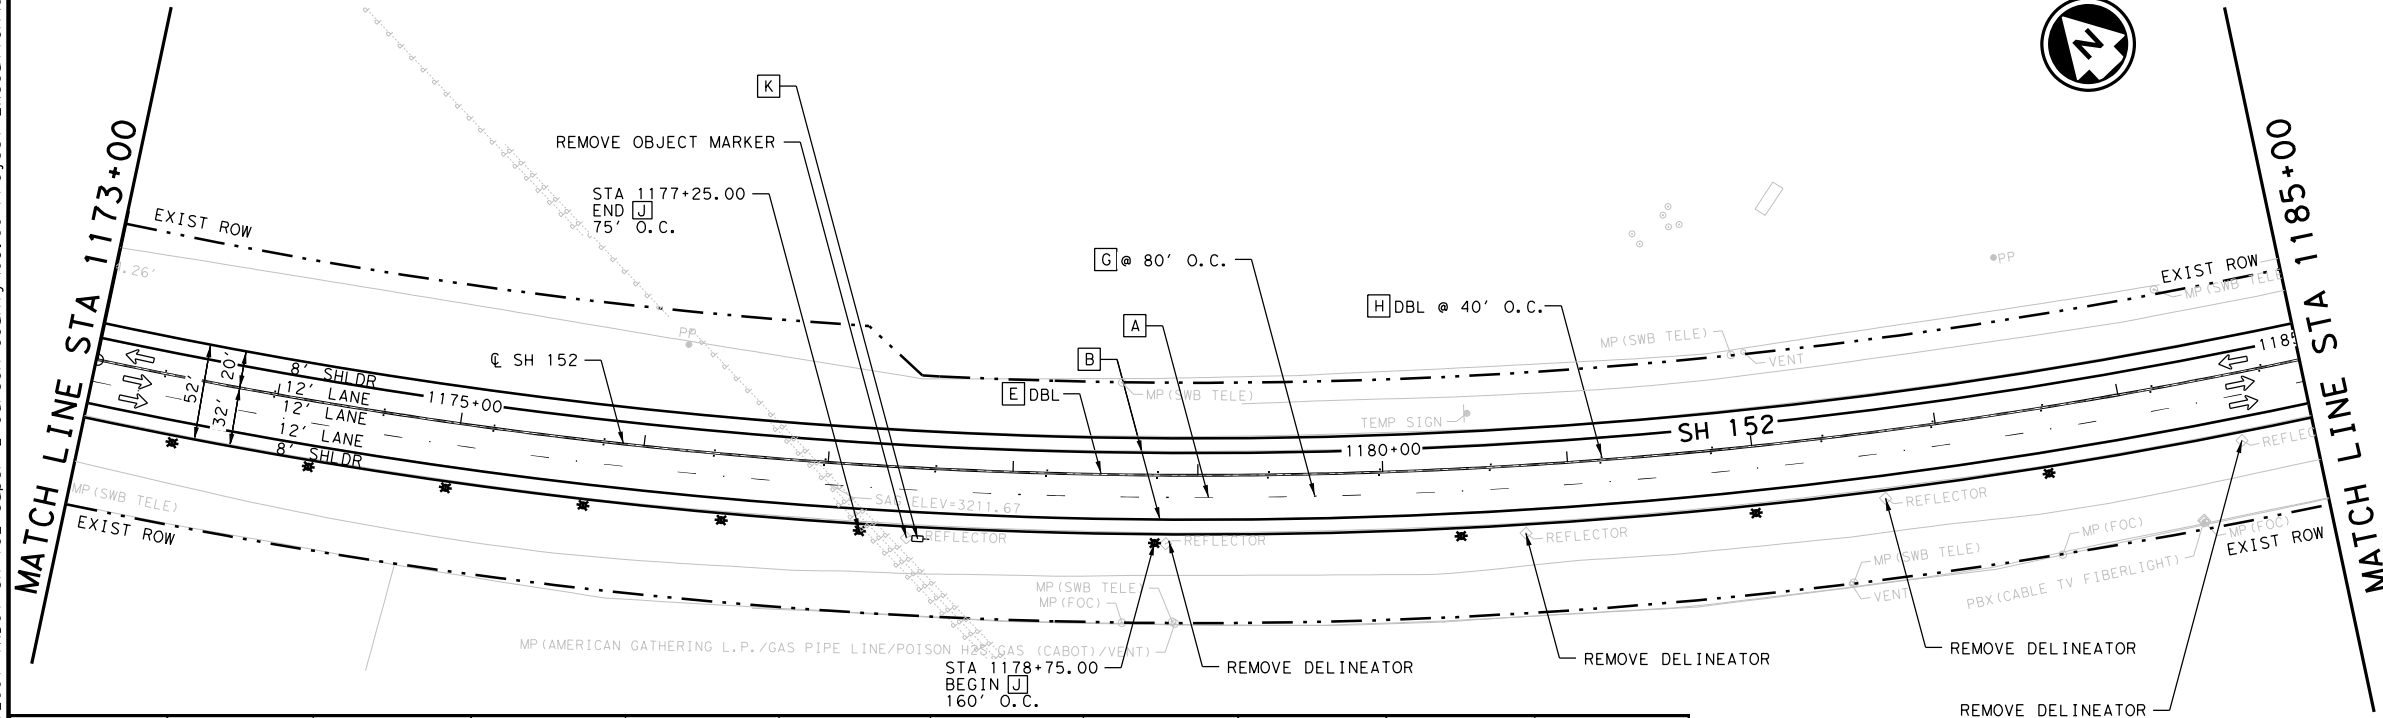 MATCH LINE STA 1173+00
MATCH LINE STA 1185+00
N
K
REMOVE OBJECT MARKER
STA 1177+25.00
END J
75' O.C.
EXIST ROW
G @ 80' O.C.
H DBL @ 40' O.C.
A
B
E DBL
℄ SH 152
PP
PP
EXIST ROW
MP(SWB TELE)
MP(SWB TELE)
VENT
MP(SWB TELE)
TEMP SIGN
52'
20'
32'
8' SHLDR
12' LANE
12' LANE
12' LANE
8' SHLDR
1175+00
1180+00
SH 152
SAG ELEV=3211.67
REFLECTOR
REFLECTOR
REFLECTOR
REFLECTOR
MP(SWB TELE)
EXIST ROW
MP(SWB TELE)
MP(FOC)
MP(AMERICAN GATHERING L.P./GAS PIPE LINE/POISON H2S GAS (CABOT)/VENT)
MP(SWB TELE)
VENT
MP(FOC)
MP(FOC)
PBX(CABLE TV FIBERLIGHT)
EXIST ROW
STA 1178+75.00
BEGIN J
160' O.C.
REMOVE DELINEATOR
REMOVE DELINEATOR
REMOVE DELINEATOR
REMOVE DELINEATOR